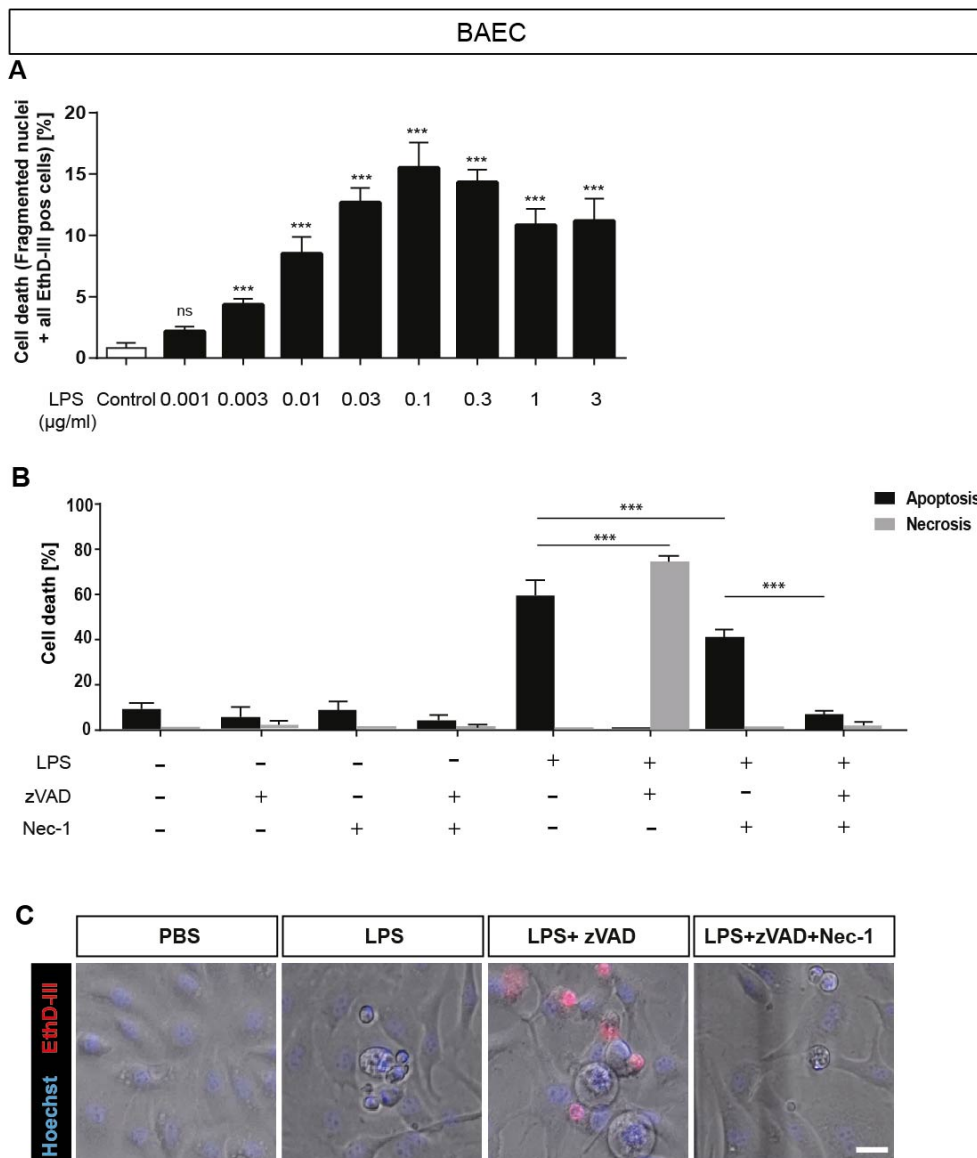 BAEC
A
Cell death (Fragmented nuclei
+ all EthD-III pos cells) [%]
20
15
10
5
0
ns
***
***
***
***
***
***
***
LPS Control 0.001 0.003 0.01 0.03 0.1 0.3 1 3
(µg/ml)
B
Cell death [%]
100
80
60
40
20
0
***
***
***
Apoptosis
Necrosis
LPS - - - - + + + +
zVAD - + - + - + - +
Nec-1 - - + + - - + +
C
PBS LPS LPS+ zVAD LPS+zVAD+Nec-1
Hoechst EthD-III